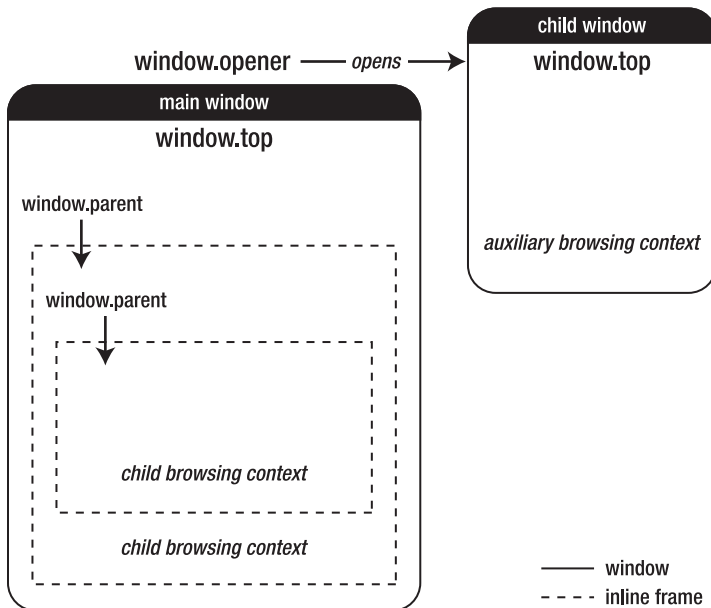 child window
window.opener
opens
window.top
main window
window.top
window.parent
auxiliary browsing context
window.parent
child browsing context
child browsing context
window
inline frame